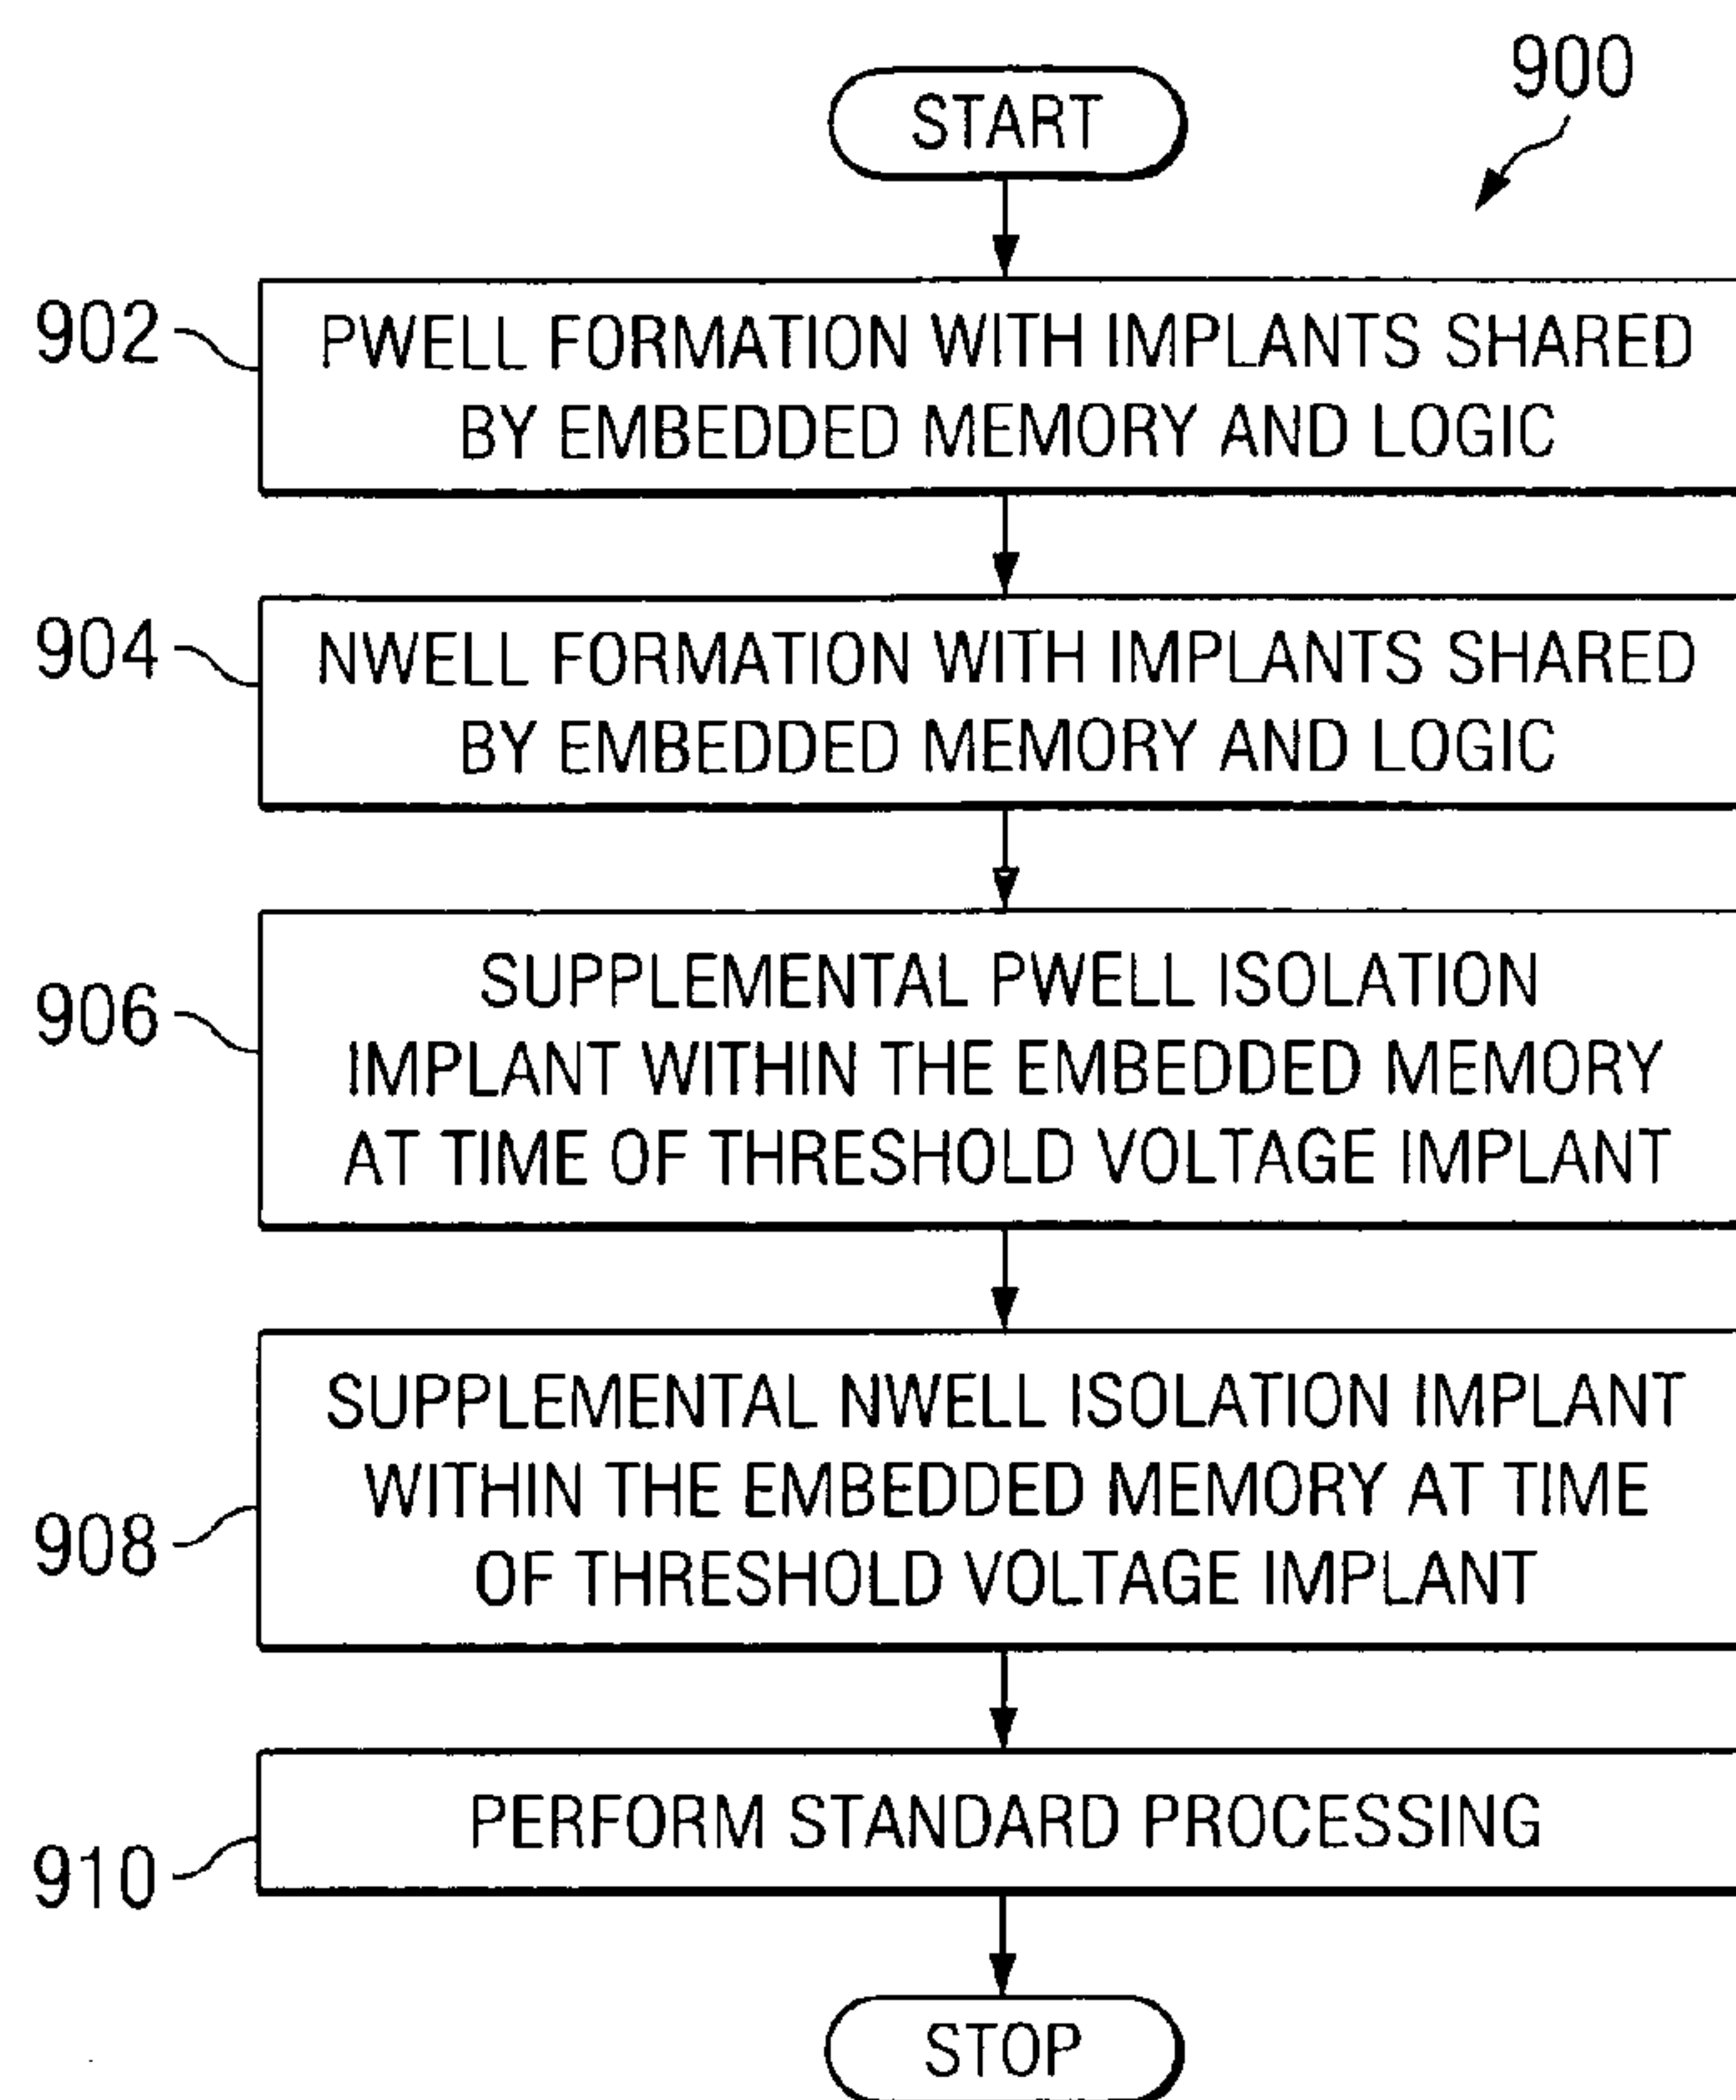 900
START
902
PWELL FORMATION WITH IMPLANTS SHARED
BY EMBEDDED MEMORY AND LOGIC
904
NWELL FORMATION WITH IMPLANTS SHARED
BY EMBEDDED MEMORY AND LOGIC
906
SUPPLEMENTAL PWELL ISOLATION
IMPLANT WITHIN THE EMBEDDED MEMORY
AT TIME OF THRESHOLD VOLTAGE IMPLANT
908
SUPPLEMENTAL NWELL ISOLATION IMPLANT
WITHIN THE EMBEDDED MEMORY AT TIME
OF THRESHOLD VOLTAGE IMPLANT
910
PERFORM STANDARD PROCESSING
STOP